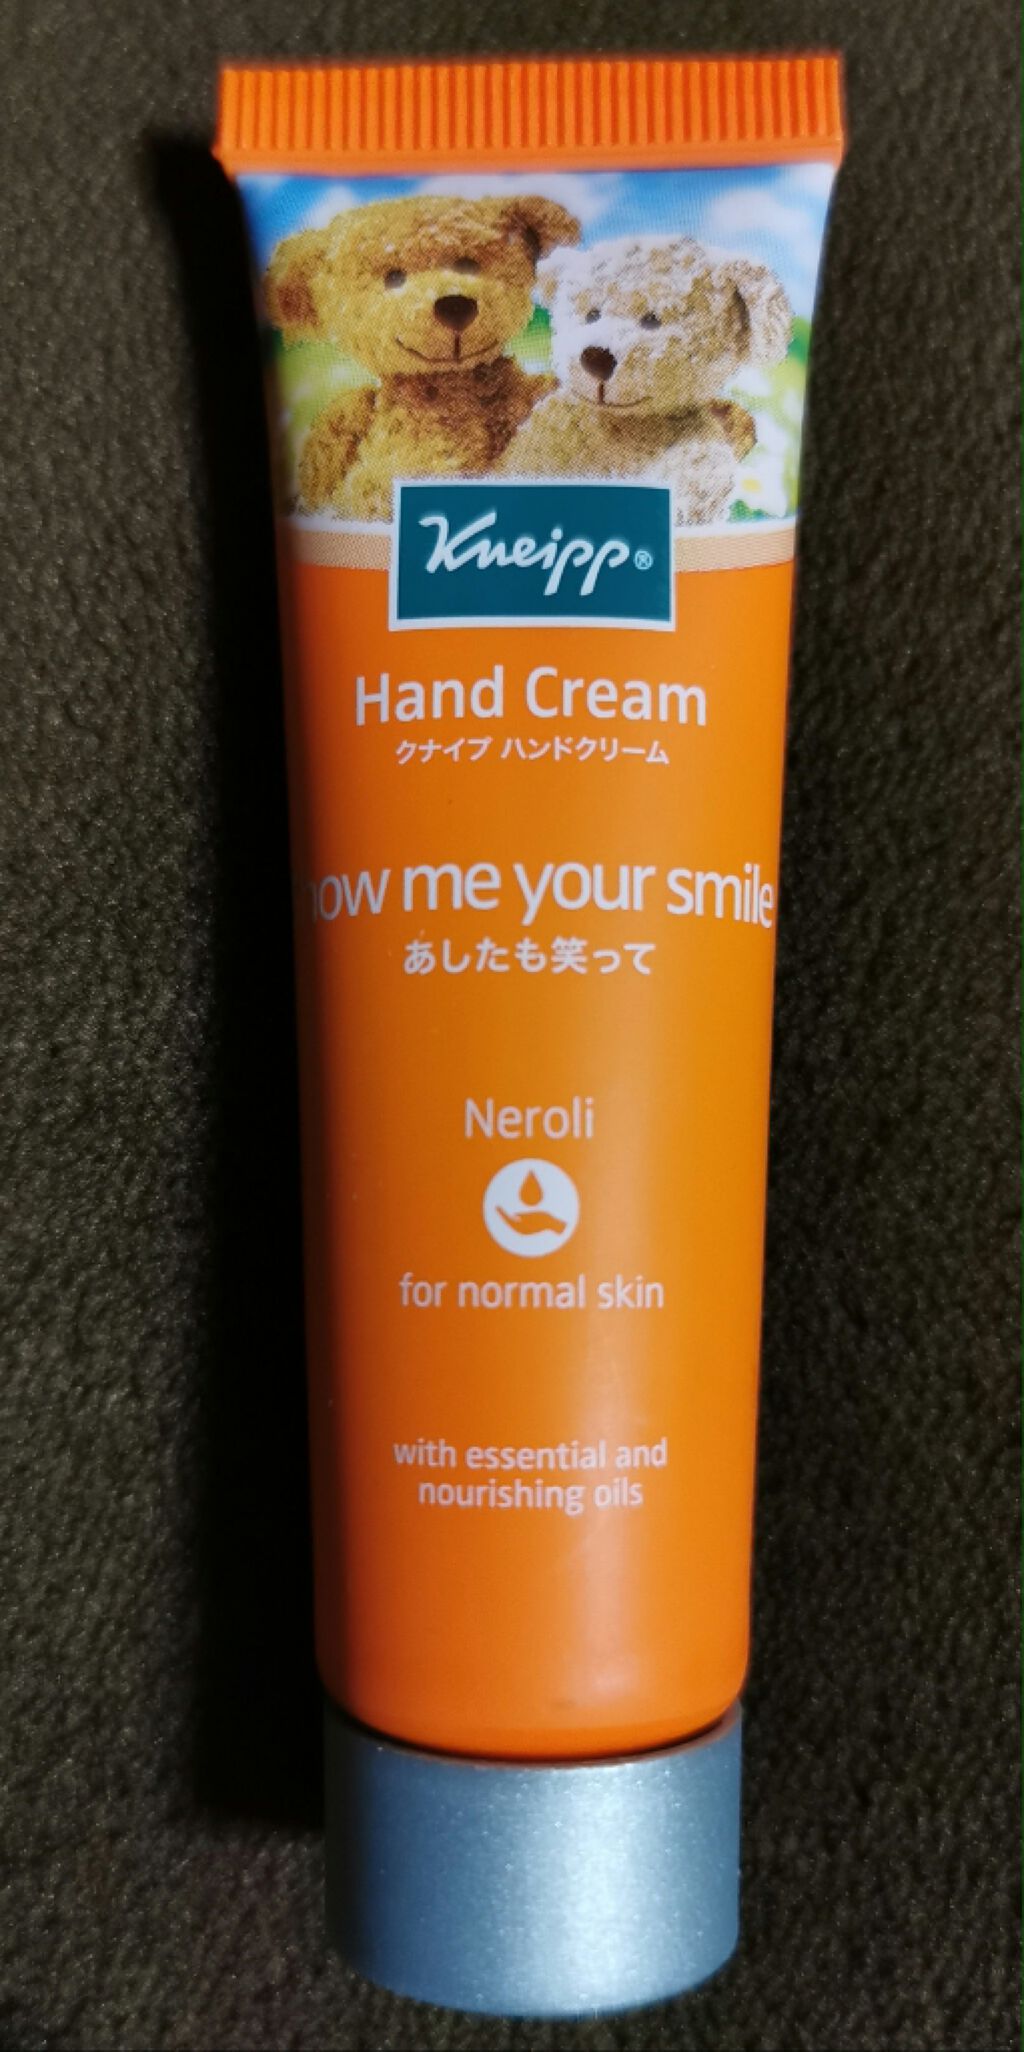 Kneipp®
Hand Cream
クナイプ ハンドクリーム
me your smile
あしたも笑って
Neroli
for normal skin
with essential and
nourishing oils